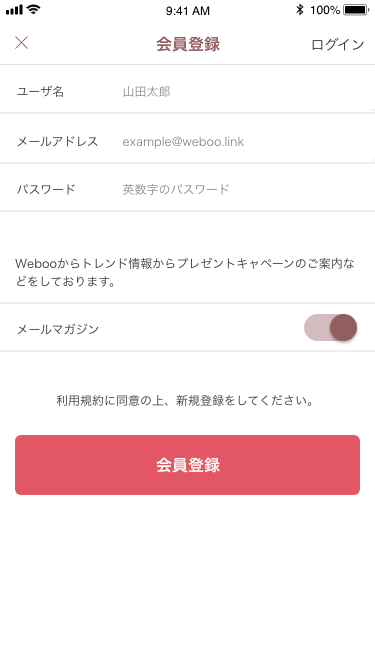 9:41 AM 100%
会員登録 ログイン
ユーザ名 山田太郎
メールアドレス example@weboo.link
パスワード 英数字のパスワード
Webooからトレンド情報からプレゼントキャペーンのご案内な
どをしております。
メールマガジン
利用規約に同意の上、新規登録をしてください。
会員登録